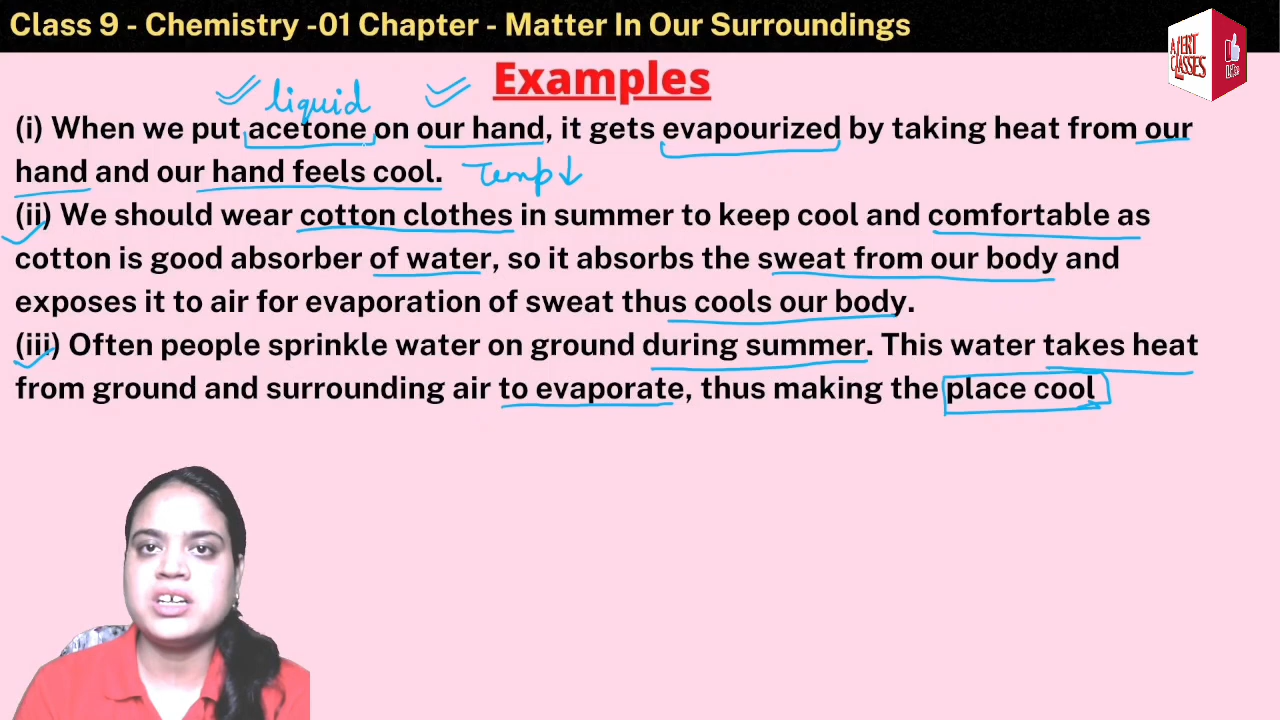 Class 9 - Chemistry -01 Chapter - Matter In Our Surroundings
ALERT CLASSES
Examples
liquid
(i) When we put acetone on our hand, it gets evapourized by taking heat from our
hand and our hand feels cool. Temp↓
(ii) We should wear cotton clothes in summer to keep cool and comfortable as
cotton is good absorber of water, so it absorbs the sweat from our body and
exposes it to air for evaporation of sweat thus cools our body.
(iii) Often people sprinkle water on ground during summer. This water takes heat
from ground and surrounding air to evaporate, thus making the place cool